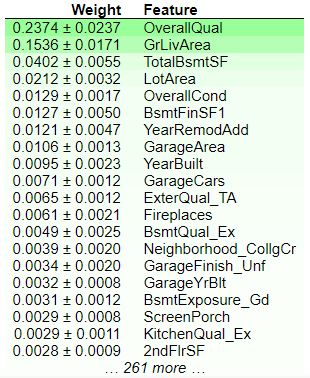 Weight Feature
0.2374 ± 0.0237 OverallQual
0.1536 ± 0.0171 GrLivArea
0.0402 ± 0.0055 TotalBsmtSF
0.0212 ± 0.0032 LotArea
0.0129 ± 0.0017 OverallCond
0.0127 ± 0.0050 BsmtFinSF1
0.0121 ± 0.0047 YearRemodAdd
0.0106 ± 0.0013 GarageArea
0.0095 ± 0.0023 YearBuilt
0.0071 ± 0.0012 GarageCars
0.0065 ± 0.0012 ExterQual_TA
0.0061 ± 0.0021 Fireplaces
0.0049 ± 0.0025 BsmtQual_Ex
0.0039 ± 0.0020 Neighborhood_CollgCr
0.0034 ± 0.0020 GarageFinish_Unf
0.0032 ± 0.0008 GarageYrBlt
0.0031 ± 0.0012 BsmtExposure_Gd
0.0029 ± 0.0008 ScreenPorch
0.0029 ± 0.0011 KitchenQual_Ex
0.0028 ± 0.0009 2ndFlrSF
… 261 more …